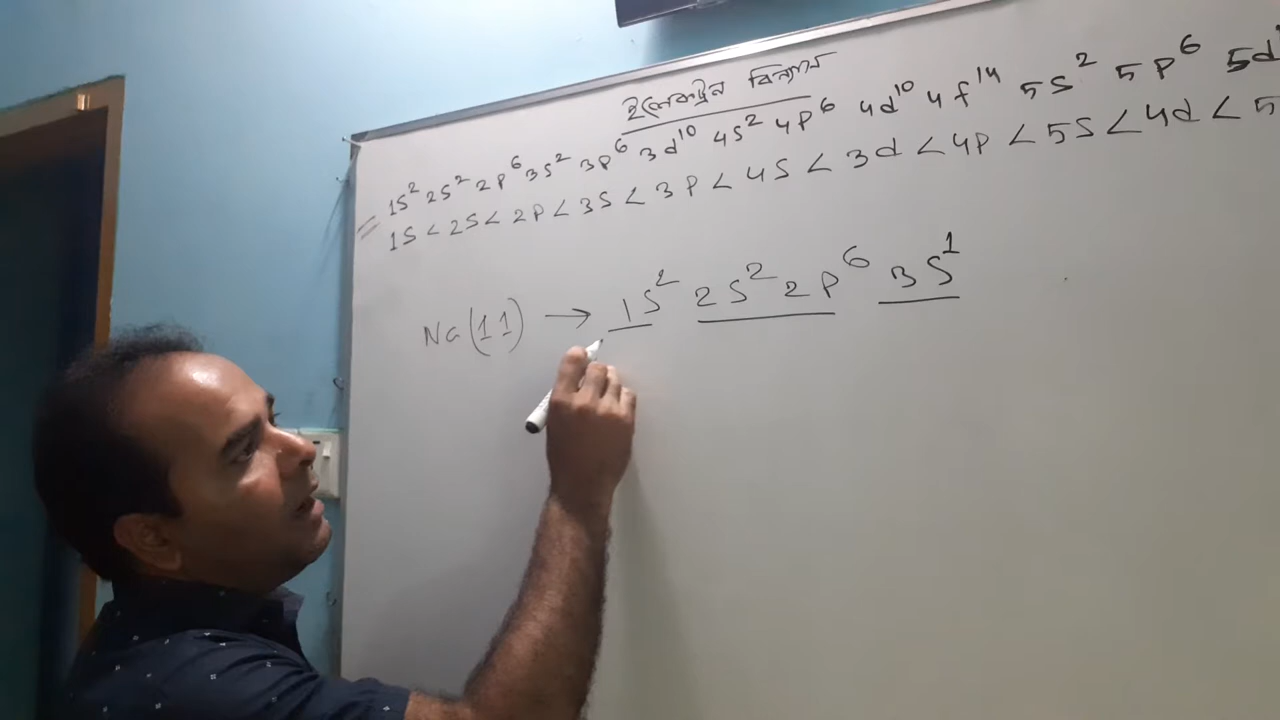 ইলেকট্রন বিন্যাস
1S² 2S² 2P⁶ 3S² 3P⁶ 3d¹⁰ 4S² 4P⁶ 4d¹⁰ 4f¹⁴ 5S² 5P⁶ 5d
1S < 2S < 2P < 3S < 3P < 4S < 3d < 4P < 5S < 4d < 5
Na(11) → 1S² 2S² 2P⁶ 3S¹